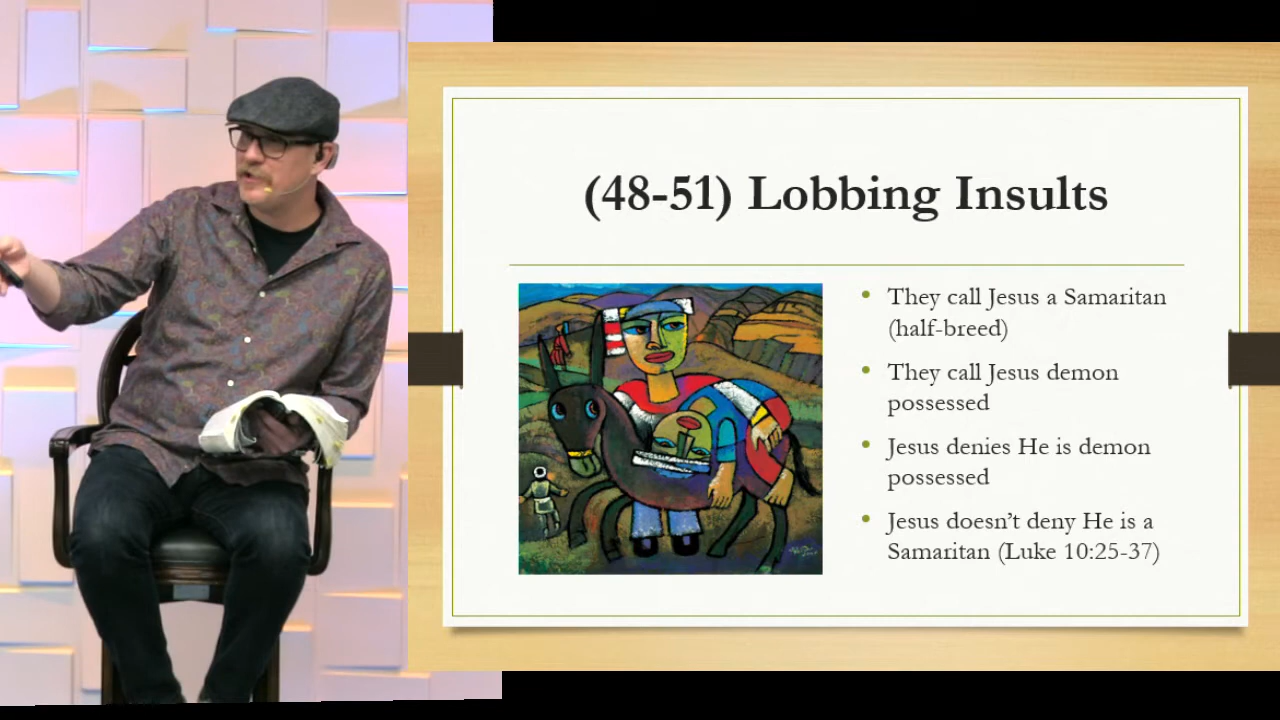 (48-51) Lobbing Insults
• They call Jesus a Samaritan
(half-breed)
• They call Jesus demon
possessed
• Jesus denies He is demon
possessed
• Jesus doesn’t deny He is a
Samaritan (Luke 10:25-37)